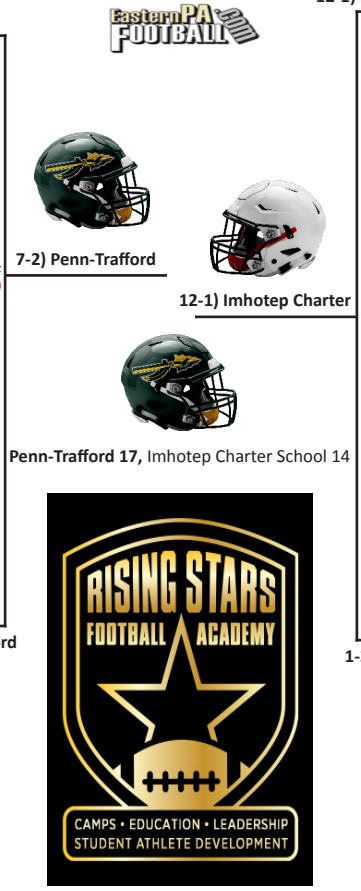 EasternPA
FOOTBALL.com
7-2) Penn-Trafford
12-1) Imhotep Charter
Penn-Trafford 17, Imhotep Charter School 14
RISING STARS
FOOTBALL ACADEMY
CAMPS • EDUCATION • LEADERSHIP
STUDENT ATHLETE DEVELOPMENT